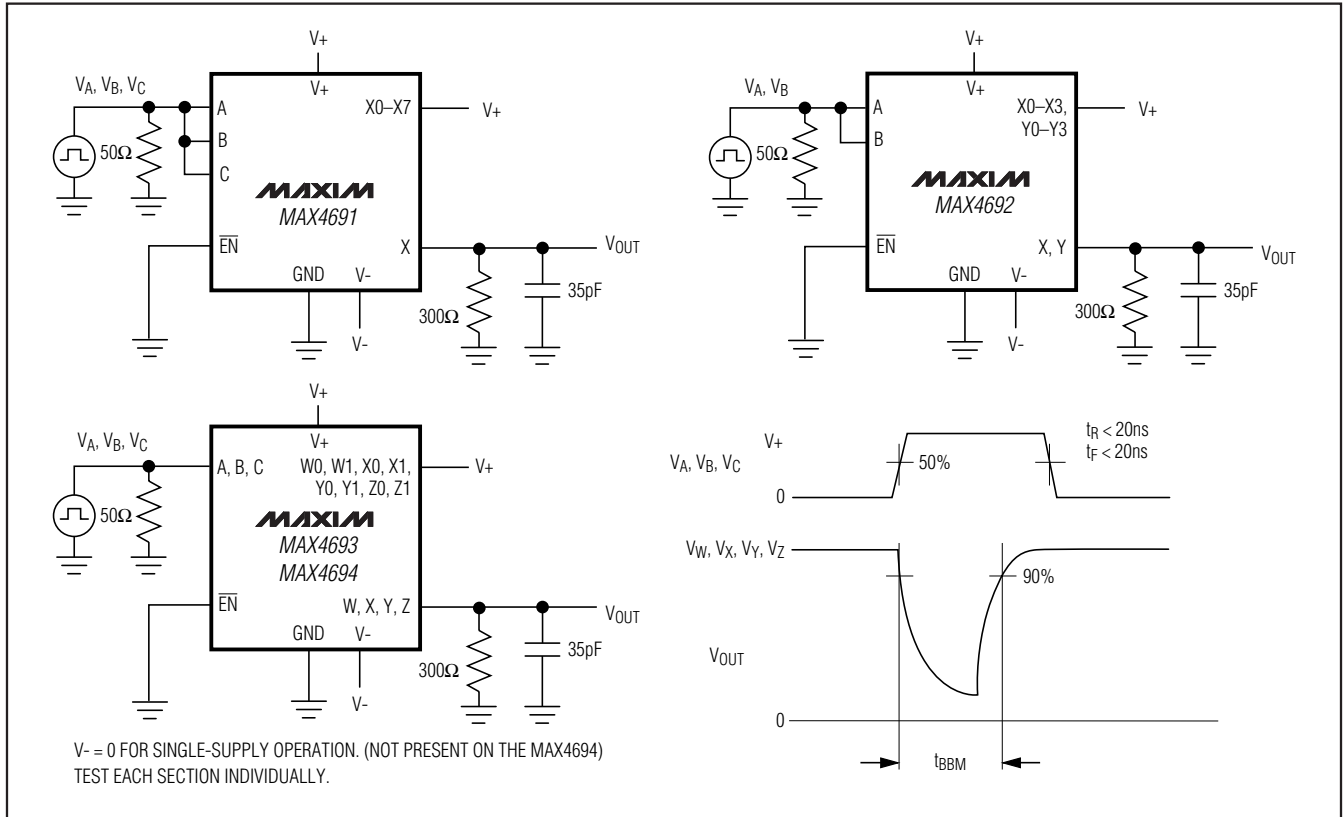 V+
V_A, V_B, V_C
V+
A
X0–X7
V+
50Ω
B
C
MAXIM
MAX4691
EN̅
X
V_OUT
GND
V-
300Ω
35pF
V-
V+
V_A, V_B
V+
A
X0–X3,
Y0–Y3
V+
50Ω
B
MAXIM
MAX4692
EN̅
X, Y
V_OUT
GND
V-
300Ω
35pF
V-
V+
V_A, V_B, V_C
V+
A, B, C
W0, W1, X0, X1,
Y0, Y1, Z0, Z1
V+
50Ω
MAXIM
MAX4693
MAX4694
EN̅
W, X, Y, Z
V_OUT
GND
V-
300Ω
35pF
V-
V- = 0 FOR SINGLE-SUPPLY OPERATION. (NOT PRESENT ON THE MAX4694)
TEST EACH SECTION INDIVIDUALLY.
V+
t_R < 20ns
t_F < 20ns
V_A, V_B, V_C
50%
0
V_W, V_X, V_Y, V_Z
90%
V_OUT
0
t_BBM